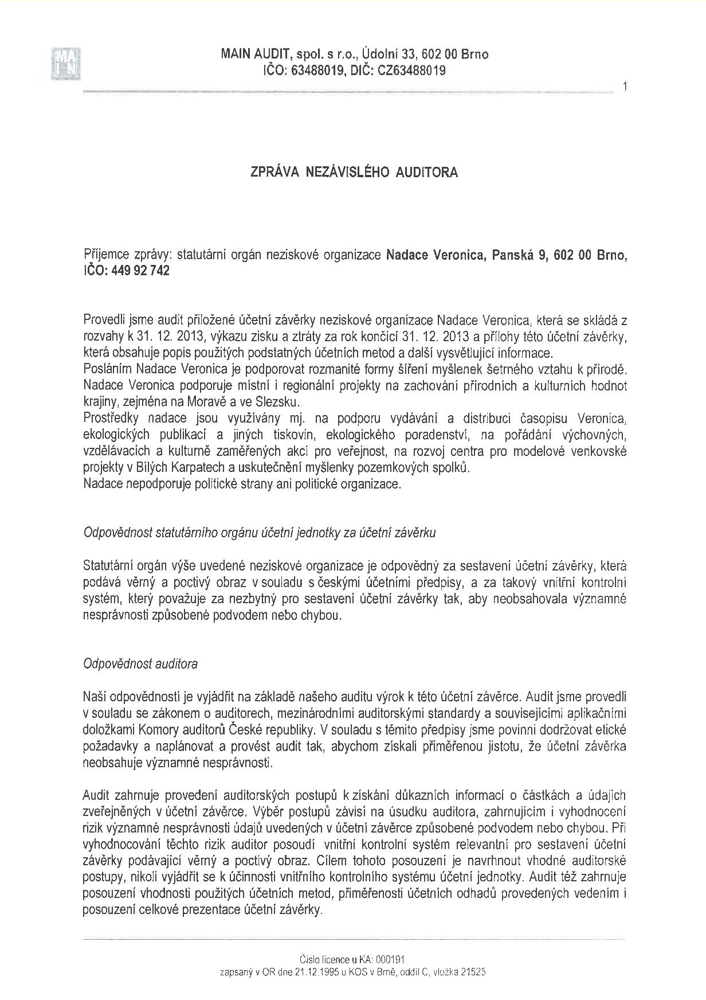 MAIN
MAIN AUDIT, spol. s r.o., Údolní 33, 602 00 Brno
IČO: 63488019, DIČ: CZ63488019
1
ZPRÁVA NEZÁVISLÉHO AUDITORA
Příjemce zprávy: statutární orgán neziskové organizace Nadace Veronica, Panská 9, 602 00 Brno,
IČO: 449 92 742
Provedli jsme audit přiložené účetní závěrky neziskové organizace Nadace Veronica, která se skládá z
rozvahy k 31. 12. 2013, výkazu zisku a ztráty za rok končící 31. 12. 2013 a přílohy této účetní závěrky,
která obsahuje popis použitých podstatných účetních metod a další vysvětlující informace.
Posláním Nadace Veronica je podporovat rozmanité formy šíření myšlenek šetrného vztahu k přírodě.
Nadace Veronica podporuje místní i regionální projekty na zachování přírodních a kulturních hodnot
krajiny, zejména na Moravě a ve Slezsku.
Prostředky nadace jsou využívány mj. na podporu vydávání a distribuci časopisu Veronica,
ekologických publikací a jiných tiskovin, ekologického poradenství, na pořádání výchovných,
vzdělávacích a kulturně zaměřených akcí pro veřejnost, na rozvoj centra pro modelové venkovské
projekty v Bílých Karpatech a uskutečnění myšlenky pozemkových spolků.
Nadace nepodporuje politické strany ani politické organizace.
Odpovědnost statutárního orgánu účetní jednotky za účetní závěrku
Statutární orgán výše uvedené neziskové organizace je odpovědný za sestavení účetní závěrky, která
podává věrný a poctivý obraz v souladu s českými účetními předpisy, a za takový vnitřní kontrolní
systém, který považuje za nezbytný pro sestavení účetní závěrky tak, aby neobsahovala významné
nesprávnosti způsobené podvodem nebo chybou.
Odpovědnost auditora
Naší odpovědností je vyjádřit na základě našeho auditu výrok k této účetní závěrce. Audit jsme provedli
v souladu se zákonem o auditorech, mezinárodními auditorskými standardy a souvisejícími aplikačními
doložkami Komory auditorů České republiky. V souladu s těmito předpisy jsme povinni dodržovat etické
požadavky a naplánovat a provést audit tak, abychom získali přiměřenou jistotu, že účetní závěrka
neobsahuje významné nesprávnosti.
Audit zahrnuje provedení auditorských postupů k získání důkazních informací o částkách a údajích
zveřejněných v účetní závěrce. Výběr postupů závisí na úsudku auditora, zahrnujícím i vyhodnocení
rizik významné nesprávnosti údajů uvedených v účetní závěrce způsobené podvodem nebo chybou. Při
vyhodnocování těchto rizik auditor posoudí vnitřní kontrolní systém relevantní pro sestavení účetní
závěrky podávající věrný a poctivý obraz. Cílem tohoto posouzení je navrhnout vhodné auditorské
postupy, nikoli vyjádřit se k účinnosti vnitřního kontrolního systému účetní jednotky. Audit též zahrnuje
posouzení vhodnosti použitých účetních metod, přiměřenosti účetních odhadů provedených vedením i
posouzení celkové prezentace účetní závěrky.
Číslo licence u KA: 000191
zapsaný v OR dne 21.12.1995 u KOS v Brně, oddíl C, vložka 21525